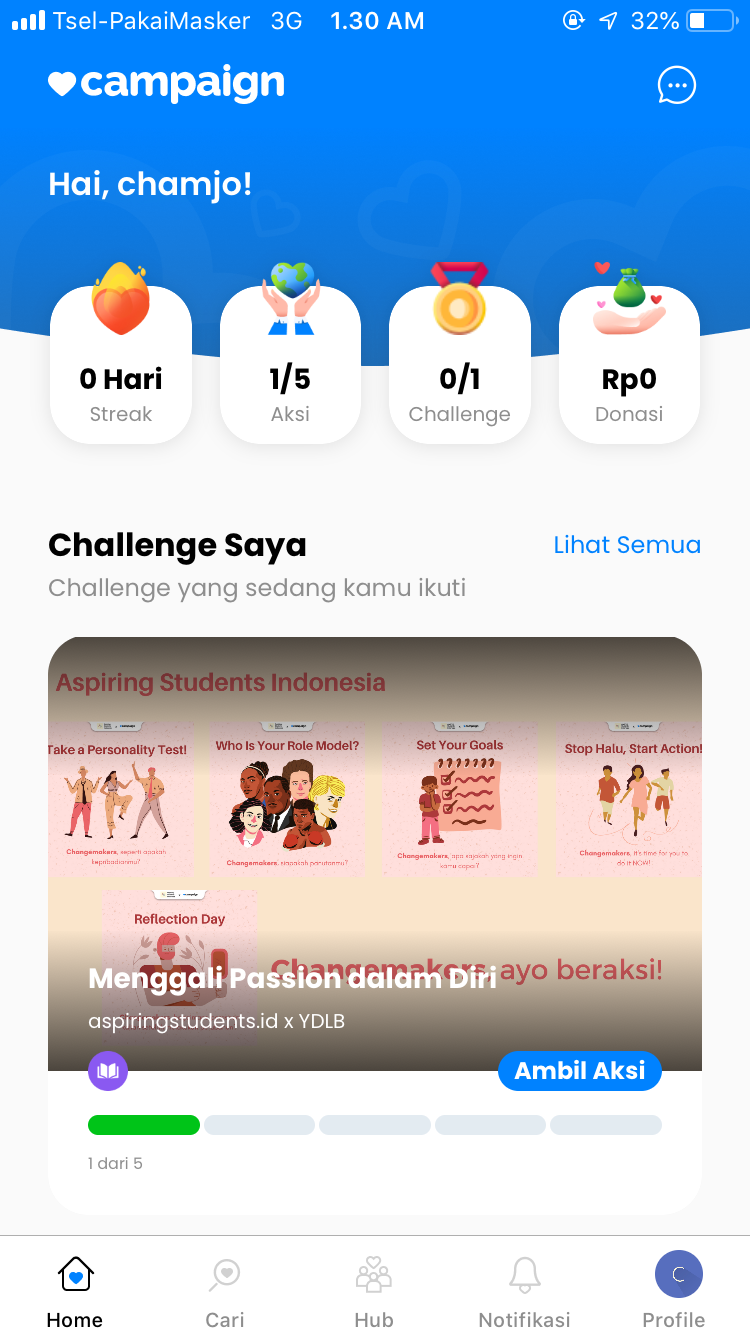 Tsel-PakaiMasker 3G 1.30 AM 32%
campaign
Hai, chamjo!
0 Hari
Streak
1/5
Aksi
0/1
Challenge
Rp0
Donasi
Challenge Saya
Lihat Semua
Challenge yang sedang kamu ikuti
Aspiring Students Indonesia
Take a Personality Test!
Changemakers, seperti apakah
kepribadianmu?
Who Is Your Role Model?
Changemakers, siapakah panutanmu?
Set Your Goals
Changemakers, apa sajakah yang ingin
kamu capai?
Stop Halu, Start Action!
Changemakers, it's time for you to
do it NOW!
Reflection Day
Changemakers, ayo beraksi!
Menggali Passion dalam Diri
aspiringstudents.id x YDLB
Ambil Aksi
1 dari 5
Home
Cari
Hub
Notifikasi
C
Profile